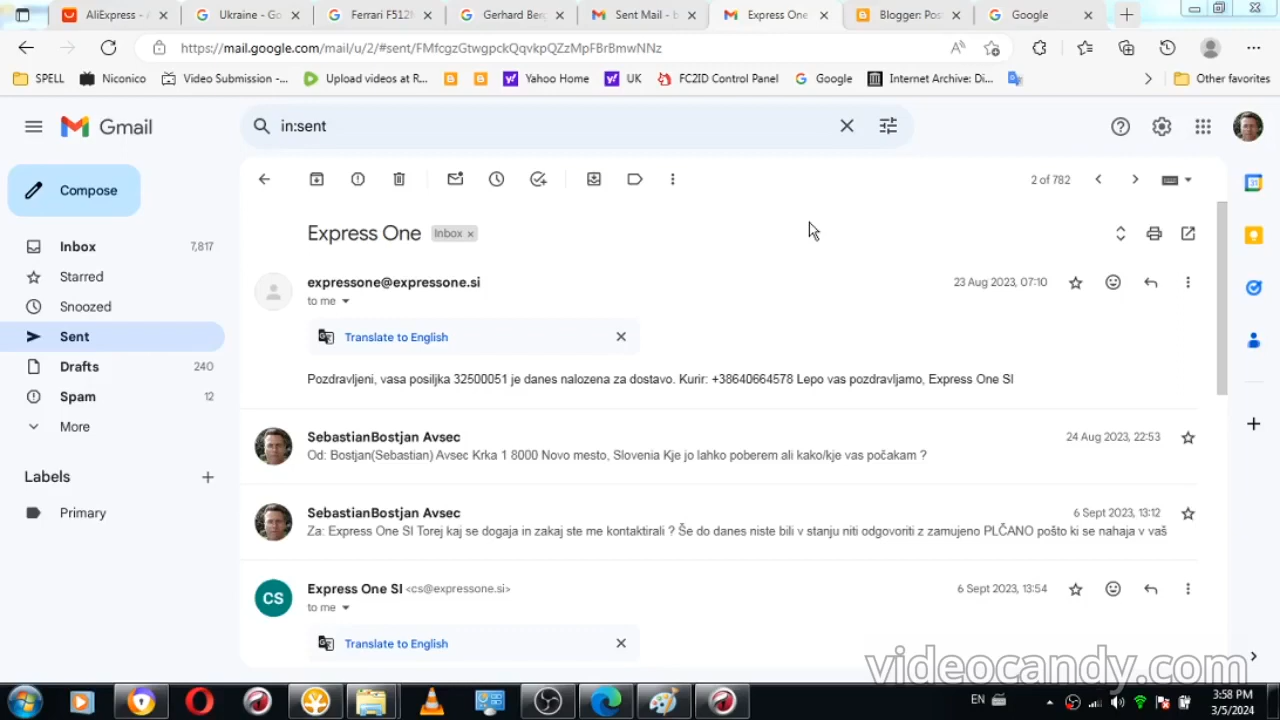 AliExpress - A
Ukraine - Go
Ferrari F512M
Gerhard Berg
Sent Mail - b
Express One
Blogger: Pos
Google
https://mail.google.com/mail/u/2/#sent/FMfcgzGtwgpckQqvkpQZzMpFBrBmwNNz
SPELL
Niconico
Video Submission -...
Upload videos at R...
Yahoo Home
UK
FC2ID Control Panel
Google
Internet Archive: Di...
Other favorites
Gmail
in:sent
Compose
2 of 782
Inbox 7,817
Starred
Snoozed
Sent
Drafts 240
Spam 12
More
Labels
Primary
Express One Inbox ×
expressone@expressone.si 23 Aug 2023, 07:10
to me
Translate to English
Pozdravljeni, vasa posiljka 32500051 je danes nalozena za dostavo. Kurir: +38640664578 Lepo vas pozdravljamo, Express One SI
SebastianBostjan Avsec 24 Aug 2023, 22:53
Od: Bostjan(Sebastian) Avsec Krka 1 8000 Novo mesto, Slovenia Kje jo lahko poberem ali kako/kje vas počakam ?
SebastianBostjan Avsec 6 Sept 2023, 13:12
Za: Express One SI Torej kaj se dogaja in zakaj ste me kontaktirali ? Še do danes niste bili v stanju niti odgovoriti z zamujeno PLČANO pošto ki se nahaja v vaš
CS
Express One SI <cs@expressone.si> 6 Sept 2023, 13:54
to me
Translate to English
videocandy.com
EN
3:58 PM
3/5/2024